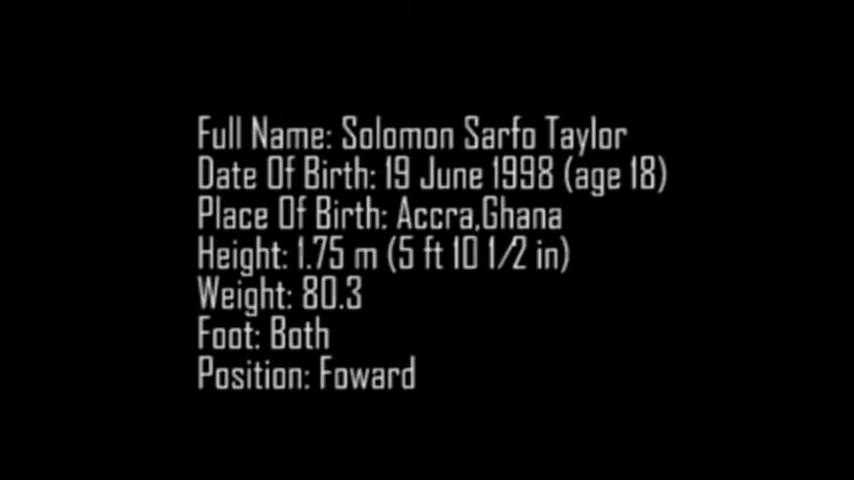 Full Name: Solomon Sarfo Taylor
Date Of Birth: 19 June 1998 (age 18)
Place Of Birth: Accra,Ghana
Height: 1.75 m (5 ft 10 1/2 in)
Weight: 80.3
Foot: Both
Position: Foward